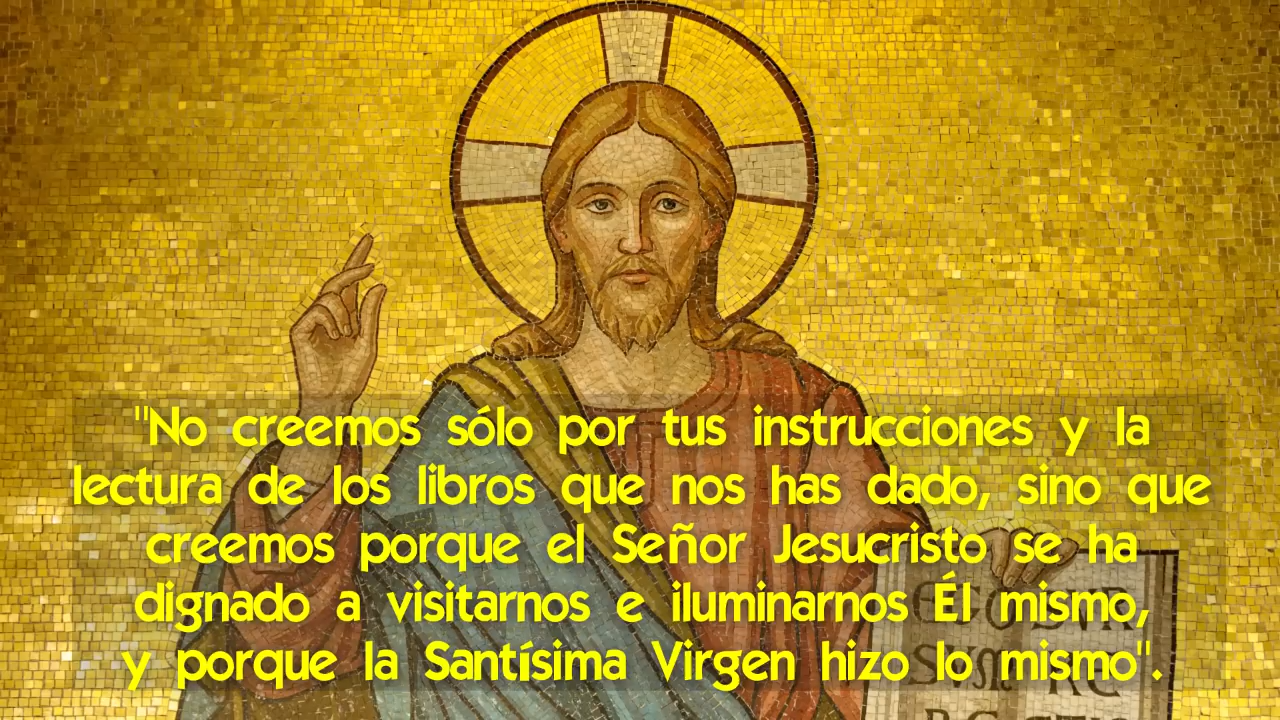 "No creemos sólo por tus instrucciones y la
lectura de los libros que nos has dado, sino que
creemos porque el Señor Jesucristo se ha
dignado a visitarnos e iluminarnos Él mismo,
y porque la Santísima Virgen hizo lo mismo".